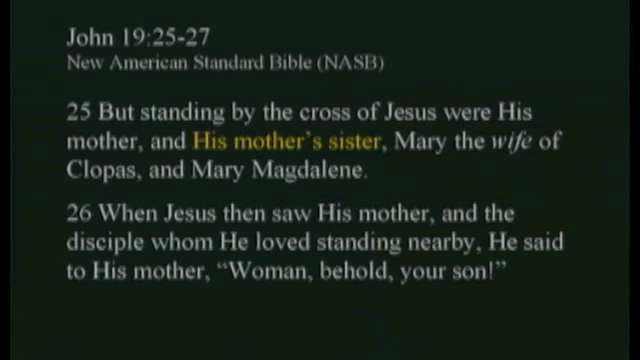 John 19:25-27
New American Standard Bible (NASB)
25 But standing by the cross of Jesus were His
mother, and His mother’s sister, Mary the wife of
Clopas, and Mary Magdalene.
26 When Jesus then saw His mother, and the
disciple whom He loved standing nearby, He said
to His mother, “Woman, behold, your son!”